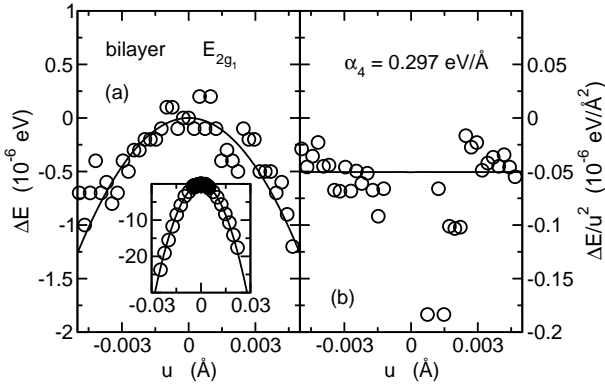 bilayer E2g1
(a)
ΔE (10⁻⁶ eV)
1
0.5
0
-0.5
-1
-1.5
-2
-0.003 0 0.003
u (Å)
-10
-20
-0.03 0 0.03
α4 = 0.297 eV/Å
(b)
0.05
0
-0.05
-0.1
-0.15
-0.2
ΔE/u² (10⁻⁶ eV/Å²)
-0.003 0 0.003
u (Å)